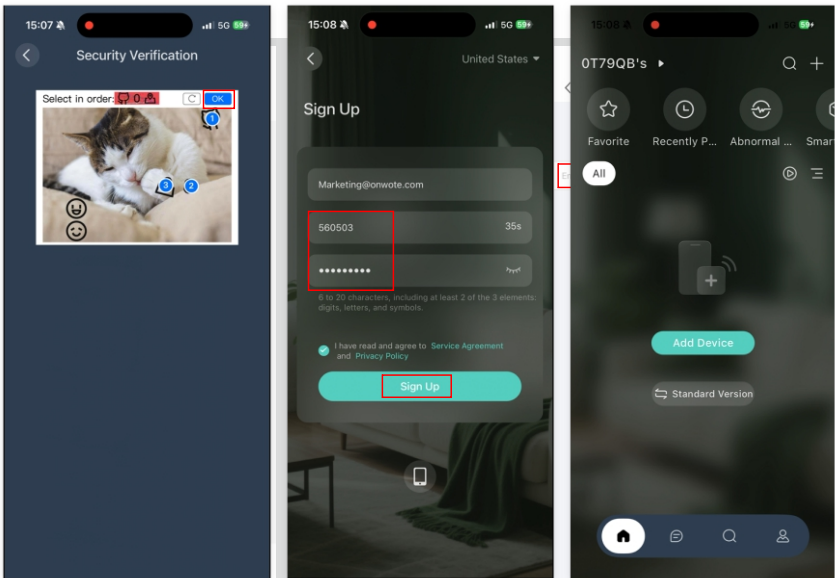 15:07
5G 59
Security Verification
Select in order:
OK
1
3
2
15:08
5G 59
United States
Sign Up
Marketing@onwote.com
560503
35s
6 to 20 characters, including at least 2 of the 3 elements:
digits, letters, and symbols.
I have read and agree to Service Agreement
and Privacy Policy
Sign Up
15:08
5G 59
0T79QB's
Favorite
Recently P...
Abnormal ...
Smar
All
Add Device
Standard Version